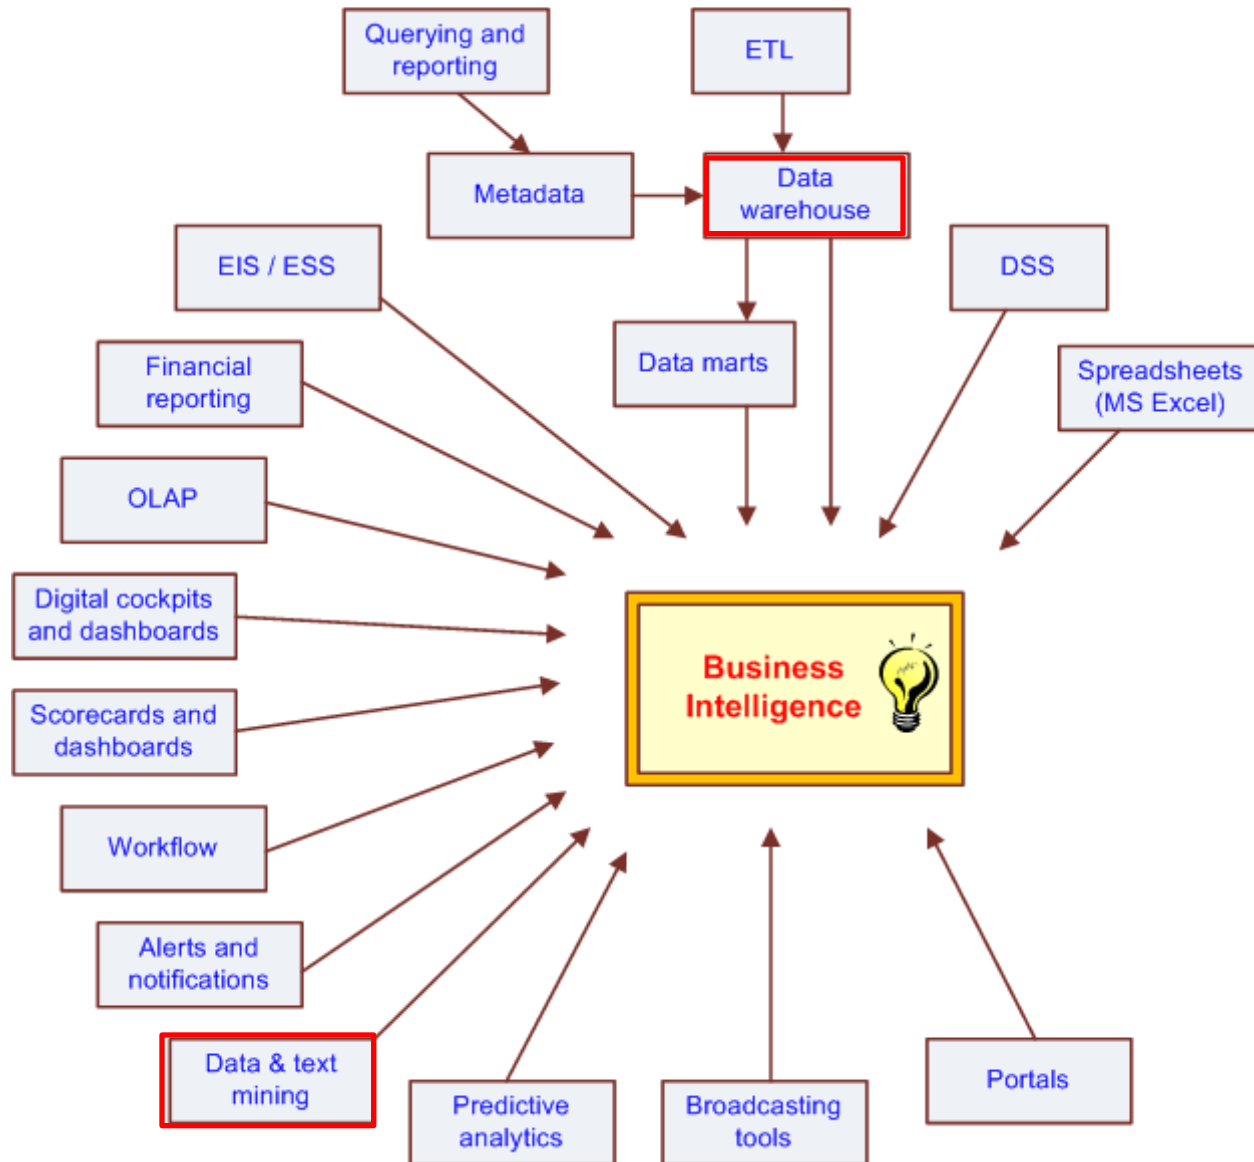 Querying and
reporting
ETL
Metadata
Data
warehouse
EIS / ESS
DSS
Data marts
Financial
reporting
Spreadsheets
(MS Excel)
OLAP
Digital cockpits
and dashboards
Business
Intelligence
Scorecards and
dashboards
Workflow
Alerts and
notifications
Data & text
mining
Predictive
analytics
Broadcasting
tools
Portals